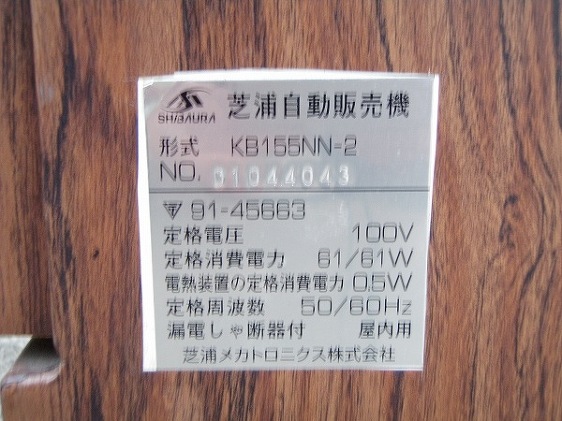 SHIBAURA 芝浦自動販売機
形式 KB155NN-2
NO. 01044043
〒 91-45663
定格電圧 100V
定格消費電力 61/61W
電熱装置の定格消費電力 0.5W
定格周波数 50/60Hz
漏電しゃ断器付 屋内用
芝浦メカトロニクス株式会社